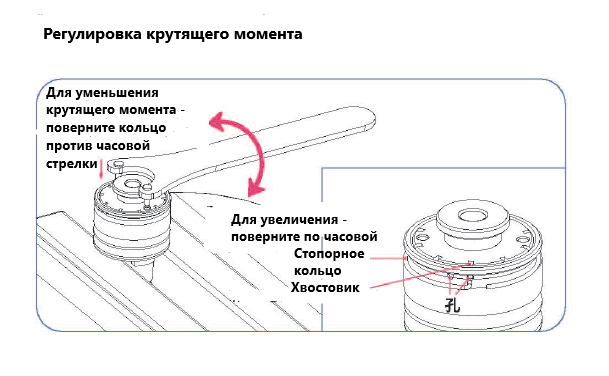 Регулировка крутящего момента
Для уменьшения
крутящего момента -
поверните кольцо
против часовой
стрелки
Для увеличения -
поверните по часовой
Стопорное
кольцо
Хвостовик
孔